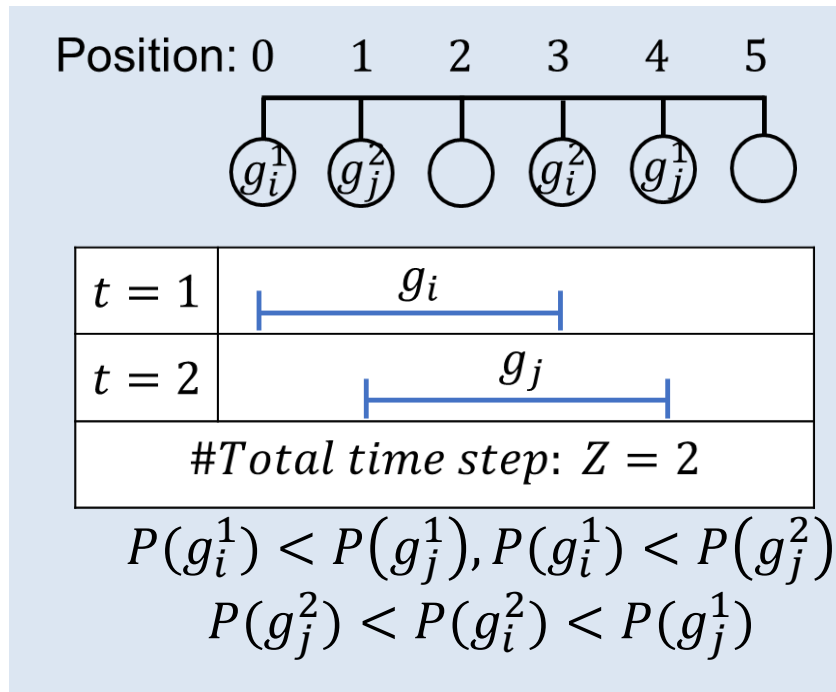 Position: 0 1 2 3 4 5
g_i^1 g_j^2 g_i^2 g_j^1
t = 1 g_i
t = 2 g_j
#Total time step: Z = 2
P(g_i^1) < P(g_j^1), P(g_i^1) < P(g_j^2)
P(g_j^2) < P(g_i^2) < P(g_j^1)